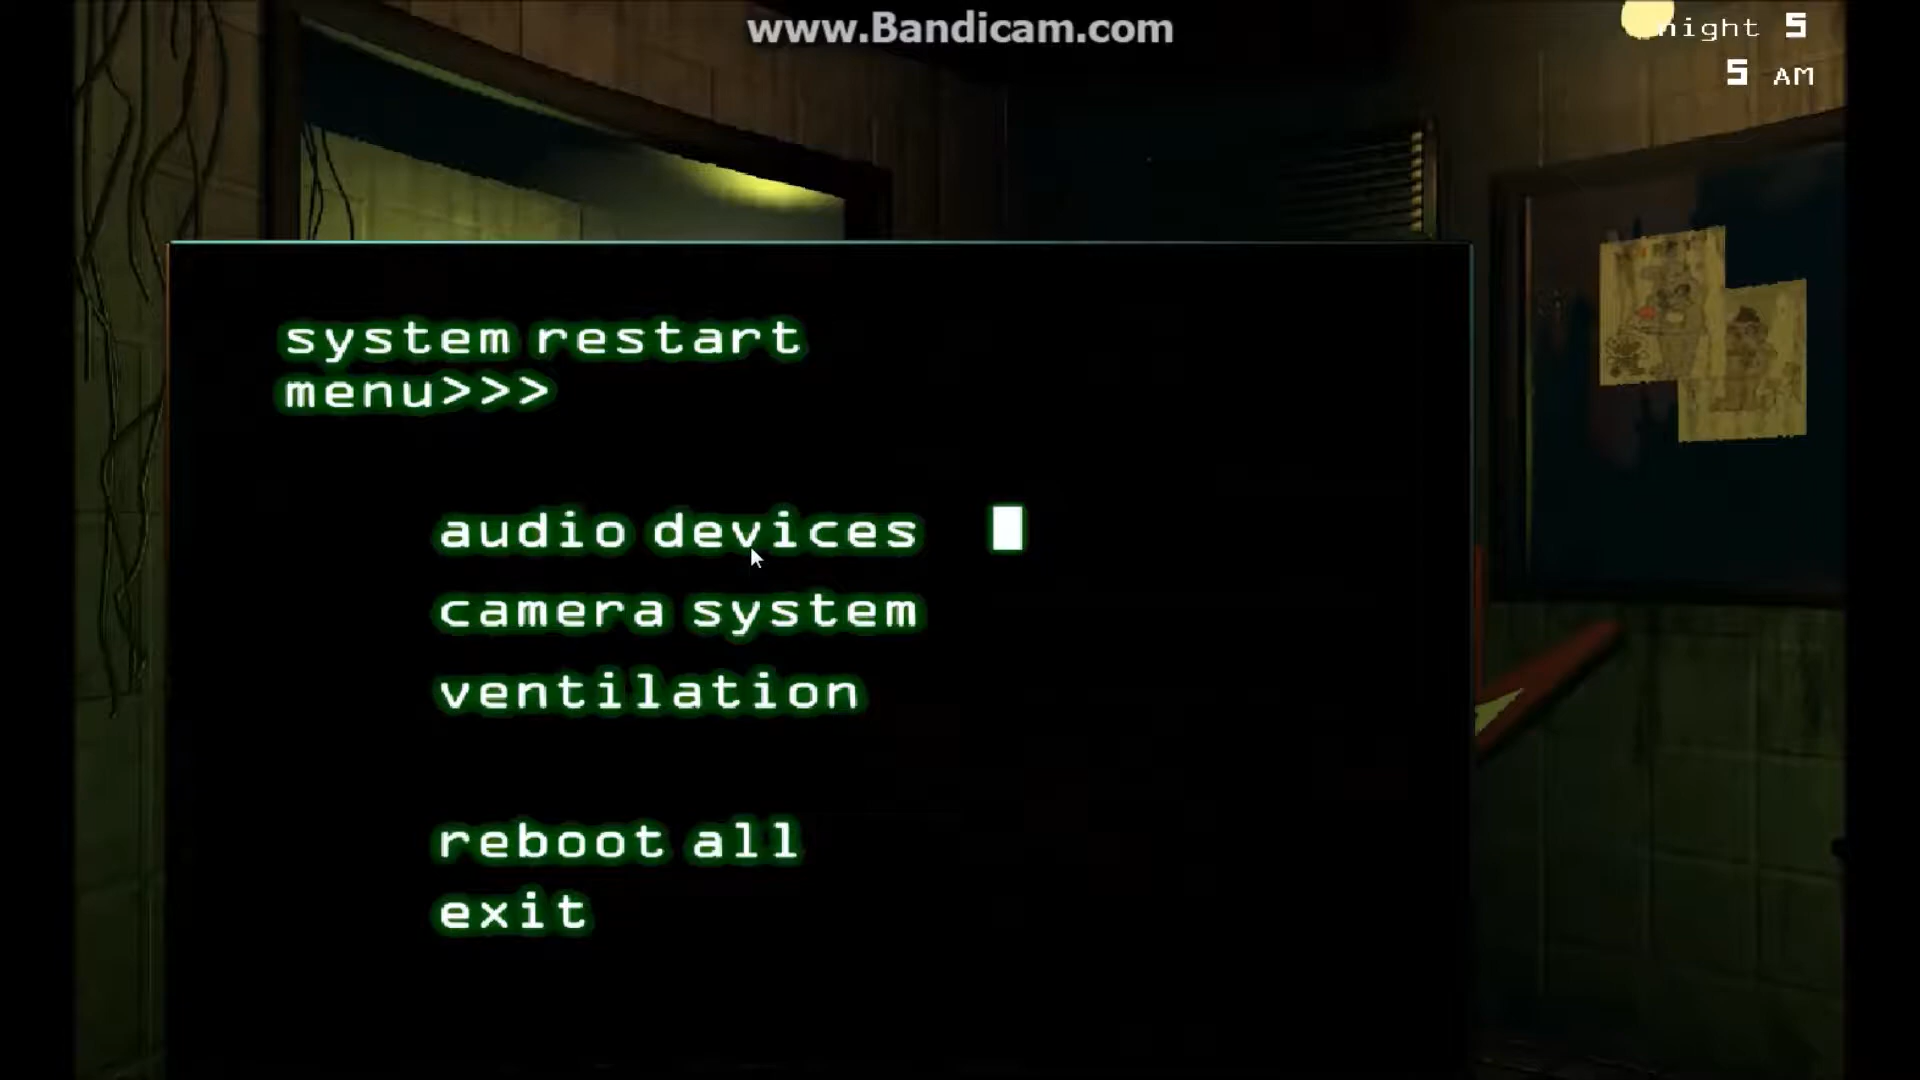 www.Bandicam.com
night 5
5 AM
system restart
menu>>>
audio devices
camera system
ventilation
reboot all
exit